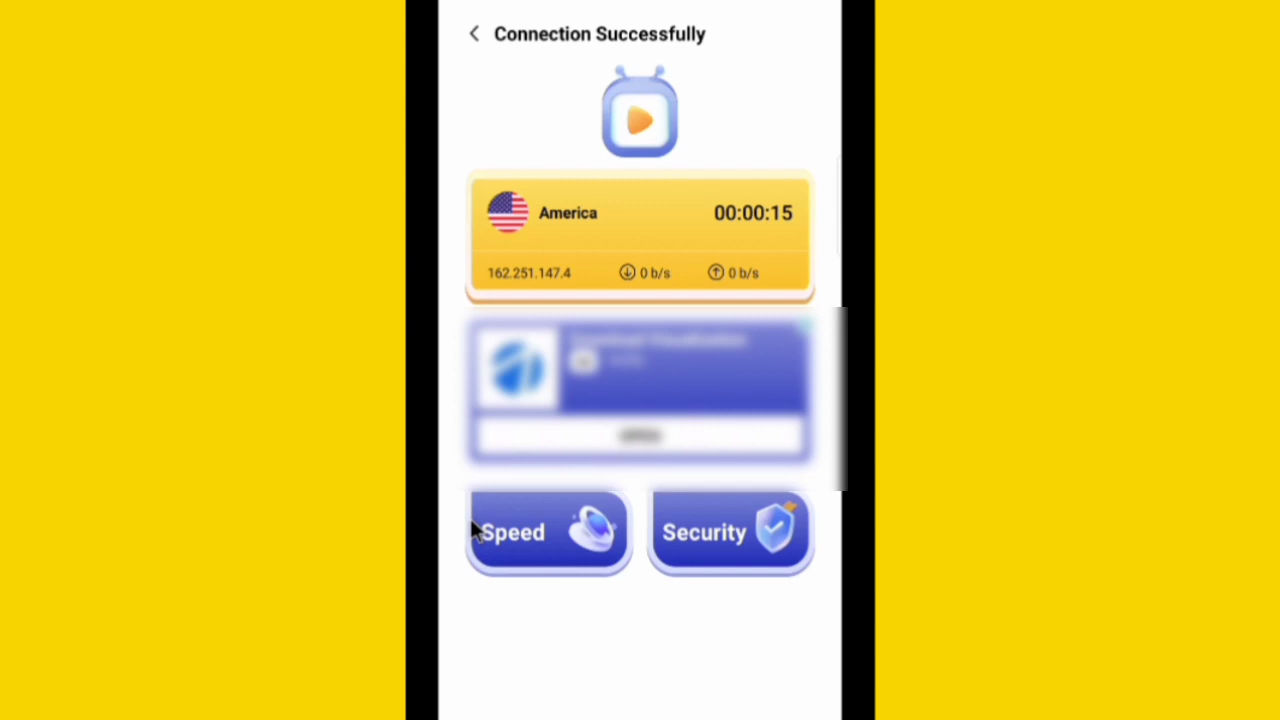 Connection Successfully
America 00:00:15
162.251.147.4 0 b/s 0 b/s
Speed Security